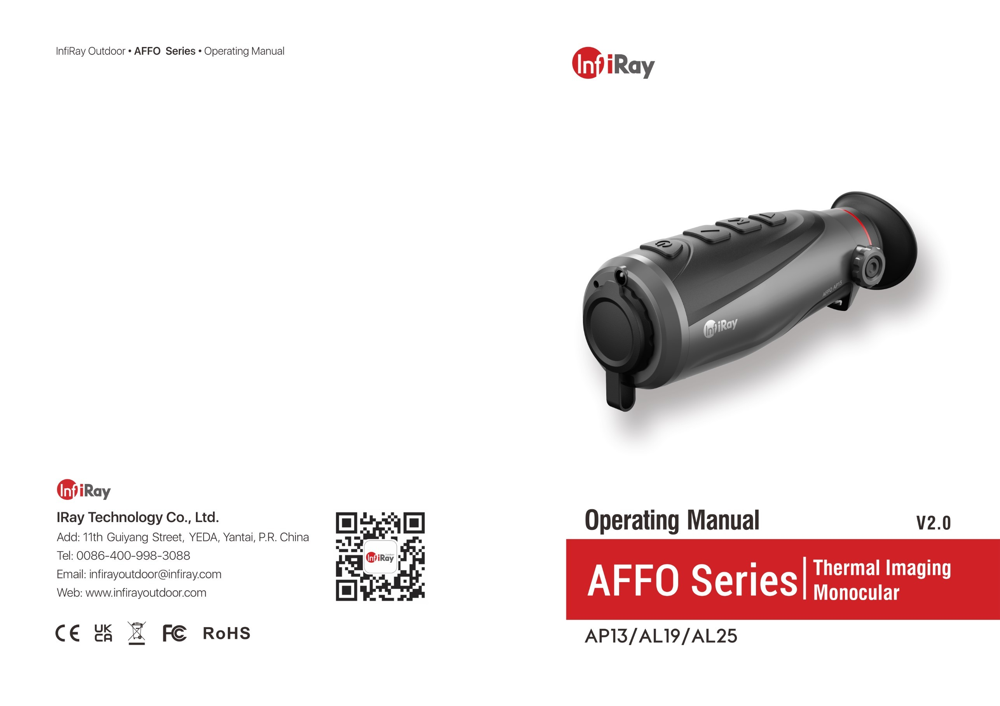 InfiRay Outdoor • AFFO Series • Operating Manual
InfiRay
IRay Technology Co., Ltd.
Add: 11th Guiyang Street, YEDA, Yantai, P.R. China
Tel: 0086-400-998-3088
Email: infirayoutdoor@infiray.com
Web: www.infirayoutdoor.com
Outdoor
InfiRay
CE UK CA FC RoHS
InfiRay
M
AFFO AP13
InfiRay
Operating Manual
V2.0
AFFO Series
Thermal Imaging
Monocular
AP13/AL19/AL25